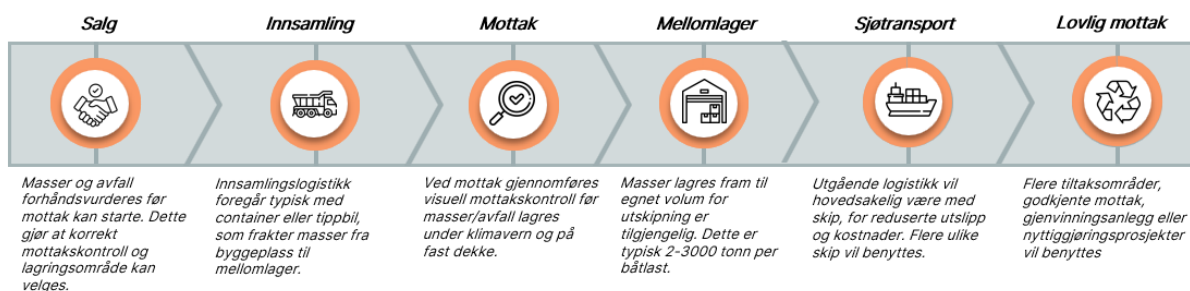 Salg
Innsamling
Mottak
Mellomlager
Sjøtransport
Lovlig mottak
Masser og avfall
forhåndsvurderes før
mottak kan starte. Dette
gjør at korrekt
mottakskontroll og
lagringsområde kan
velges.
Innsamlingslogistikk
foregår typisk med
container eller tippbil,
som frakter masser fra
byggeplass til
mellomlager.
Ved mottak gjennomføres
visuell mottakskontroll før
masser/avfall lagres
under klimavern og på
fast dekke.
Masser lagres fram til
egnet volum for
utskipning er
tilgjengelig. Dette er
typisk 2-3000 tonn per
båtlast.
Utgående logistikk vil
hovedsakelig være med
skip, for reduserte utslipp
og kostnader. Flere ulike
skip vil benyttes.
Flere tiltaksområder,
godkjente mottak,
gjenvinningsanlegg eller
nyttiggjøringsprosjekter
vil benyttes